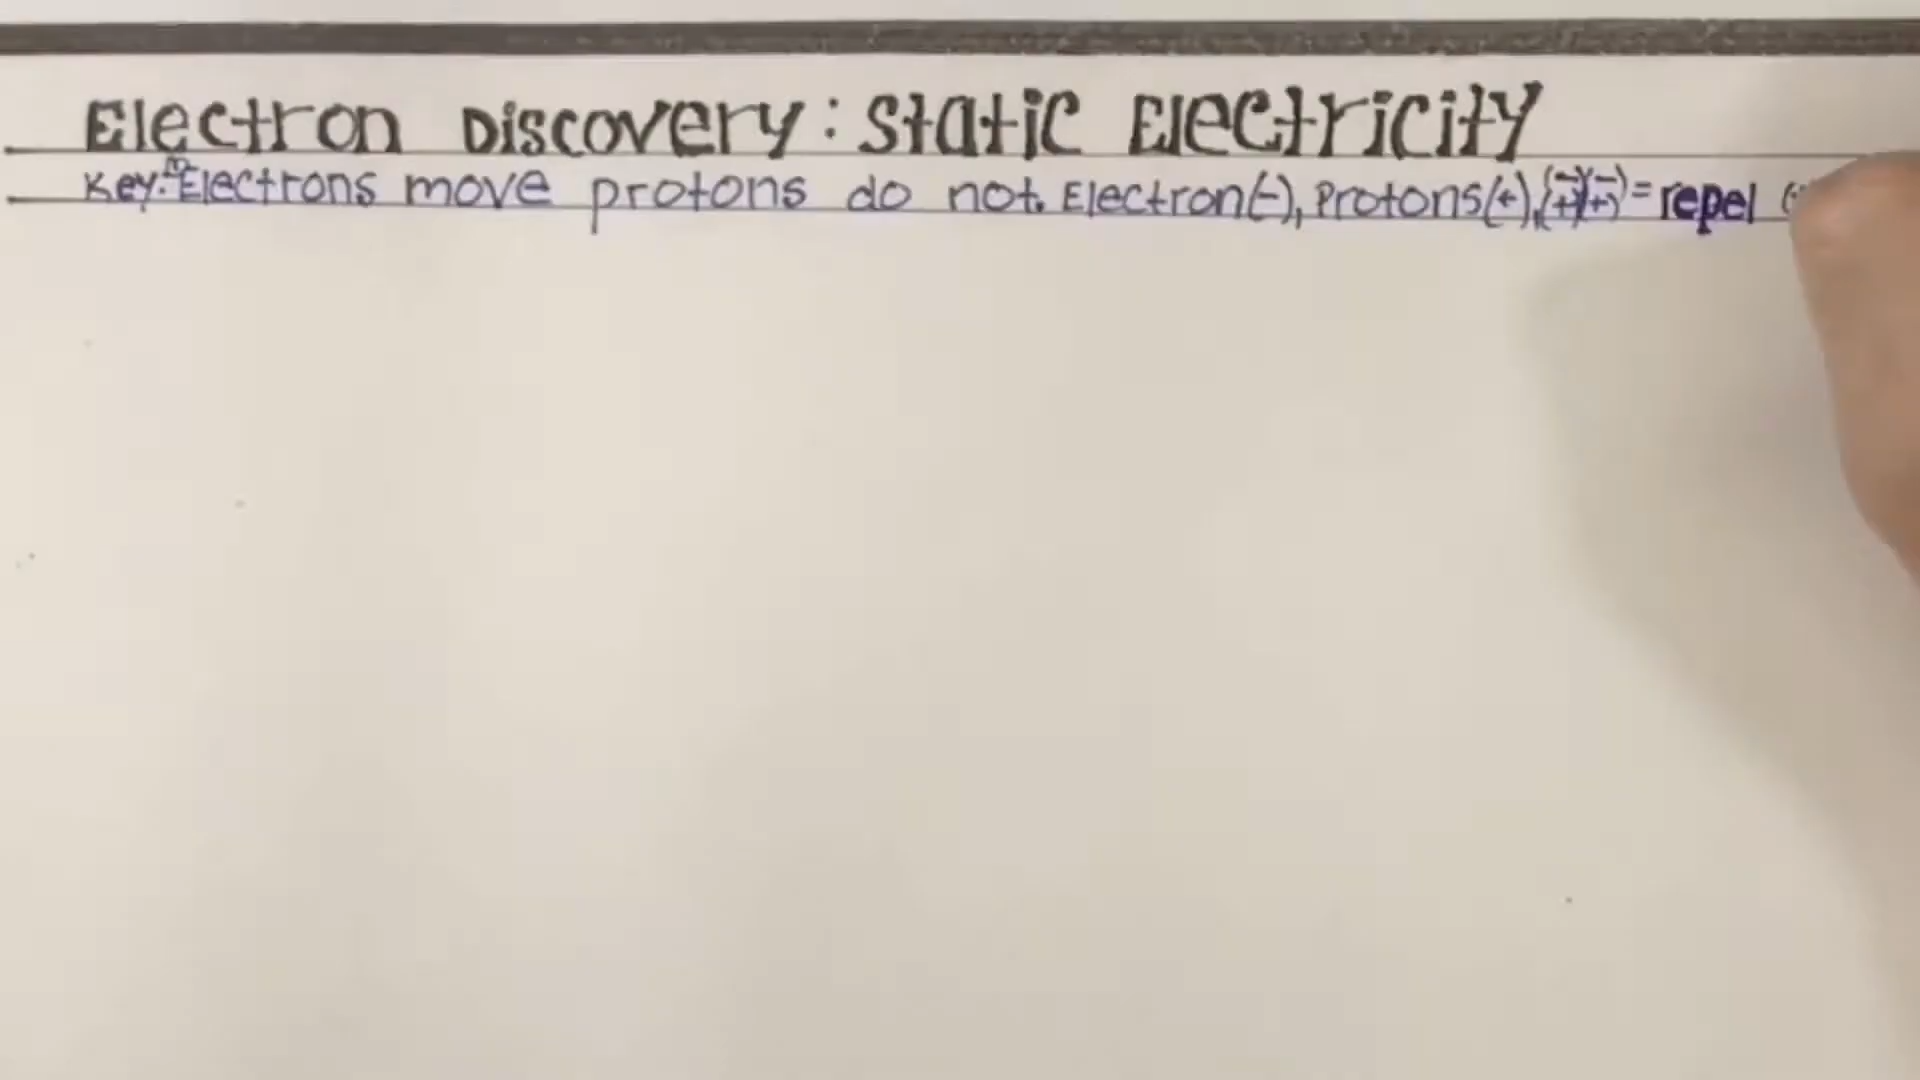 Electron Discovery: Static Electricity
Key: Electrons move protons do not. Electron(-), Protons(+), (-)(-) (+)(+) = repel (